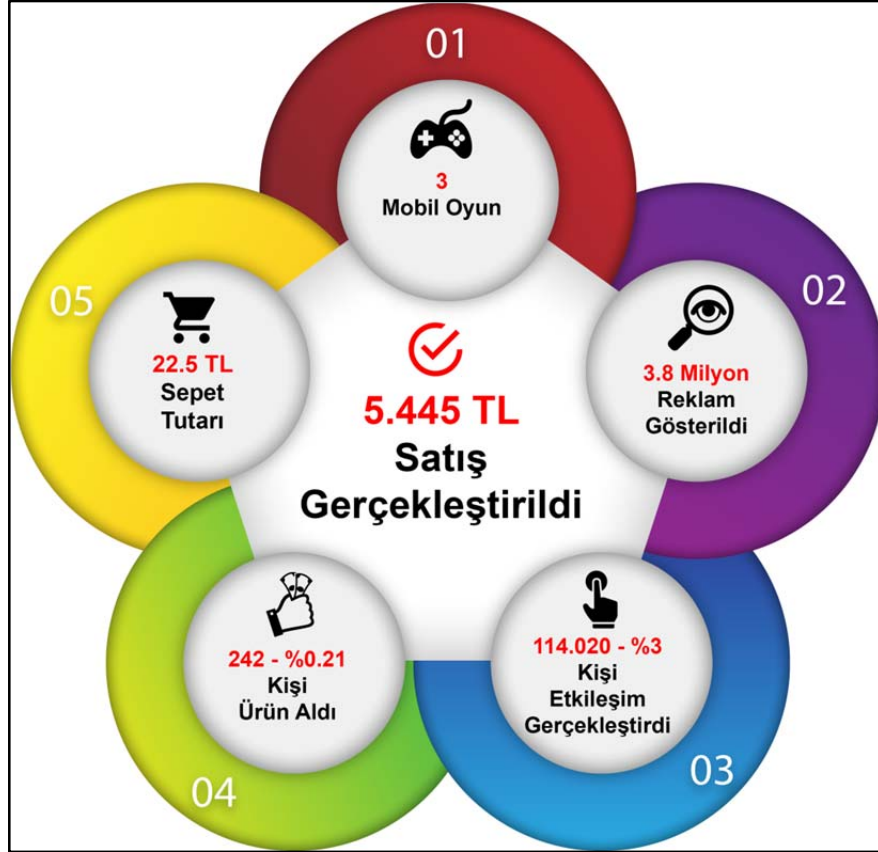 01
3
Mobil Oyun
02
3.8 Milyon
Reklam
Gösterildi
03
114.020 - %3
Kişi
Etkileşim
Gerçekleştirdi
04
242 - %0.21
Kişi
Ürün Aldı
05
22.5 TL
Sepet
Tutarı
5.445 TL
Satış
Gerçekleştirildi